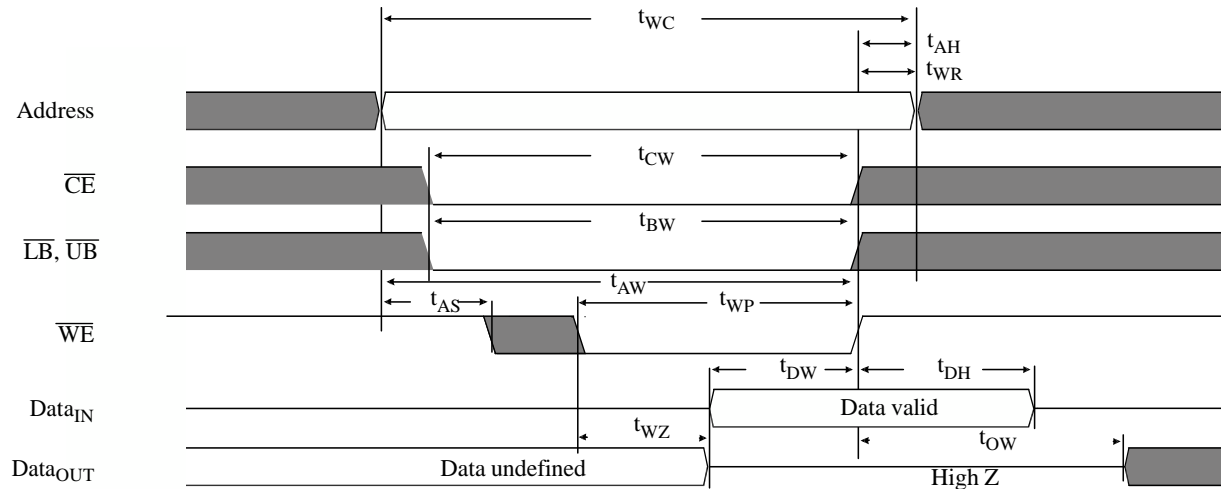 tWC
tAH
tWR
Address
tCW
CE
tBW
LB, UB
tAW
tAS
tWP
WE
tDW
tDH
DataIN
Data valid
tWZ
tOW
DataOUT
Data undefined
High Z